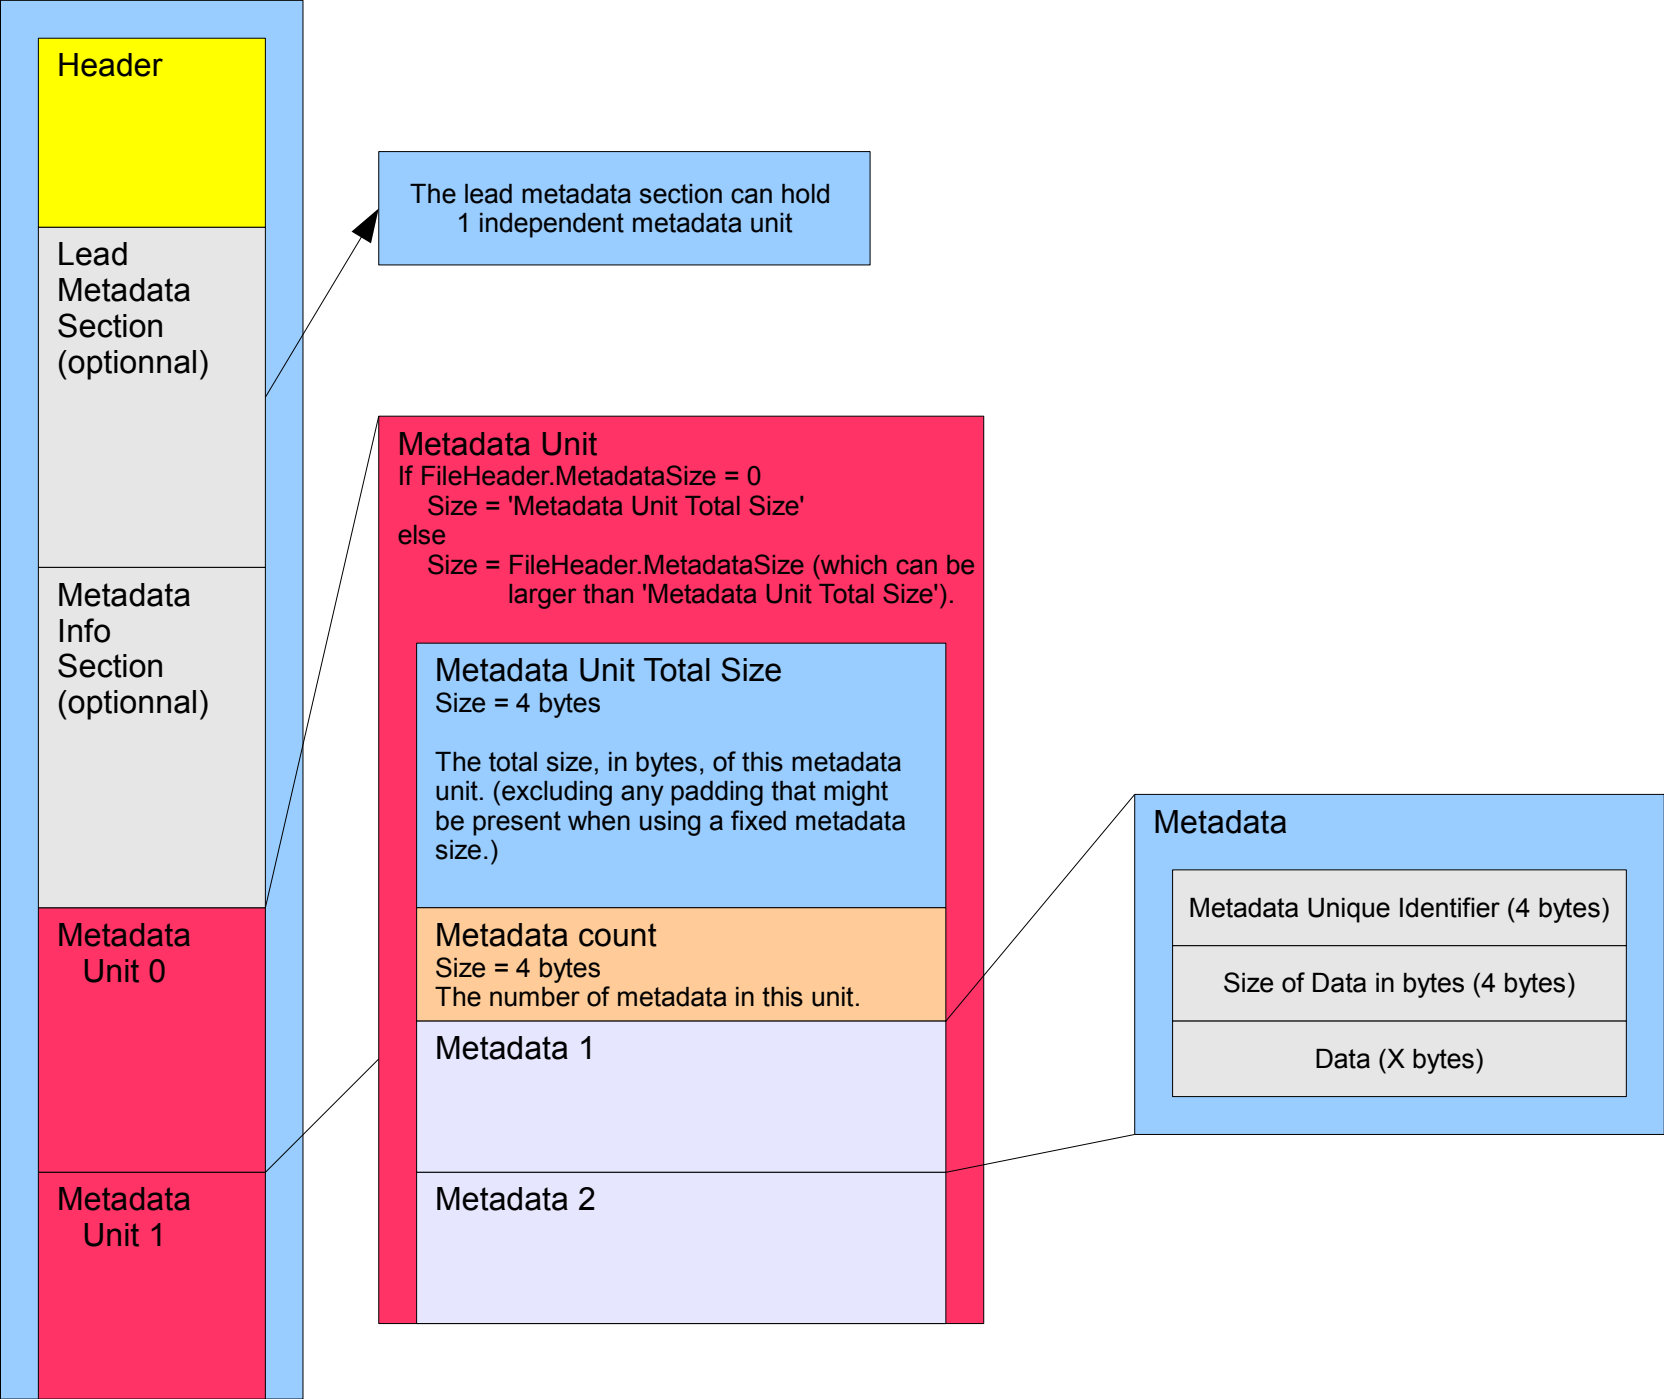 Header
Lead
Metadata
Section
(optionnal)
Metadata
Info
Section
(optionnal)
Metadata
Unit 0
Metadata
Unit 1
The lead metadata section can hold
1 independent metadata unit
Metadata Unit
If FileHeader.MetadataSize = 0
Size = 'Metadata Unit Total Size'
else
Size = FileHeader.MetadataSize (which can be
larger than 'Metadata Unit Total Size').
Metadata Unit Total Size
Size = 4 bytes
The total size, in bytes, of this metadata
unit. (excluding any padding that might
be present when using a fixed metadata
size.)
Metadata count
Size = 4 bytes
The number of metadata in this unit.
Metadata 1
Metadata 2
Metadata
Metadata Unique Identifier (4 bytes)
Size of Data in bytes (4 bytes)
Data (X bytes)